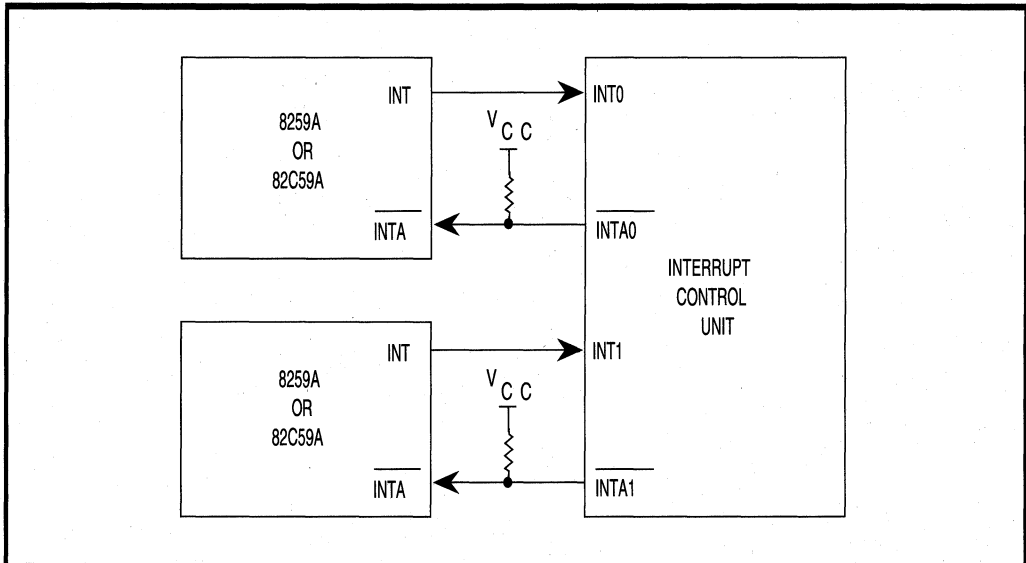 INT
8259A
OR
82C59A
INTA
VCC
INT0
INTA0
INTERRUPT
CONTROL
UNIT
INT
8259A
OR
82C59A
INTA
VCC
INT1
INTA1